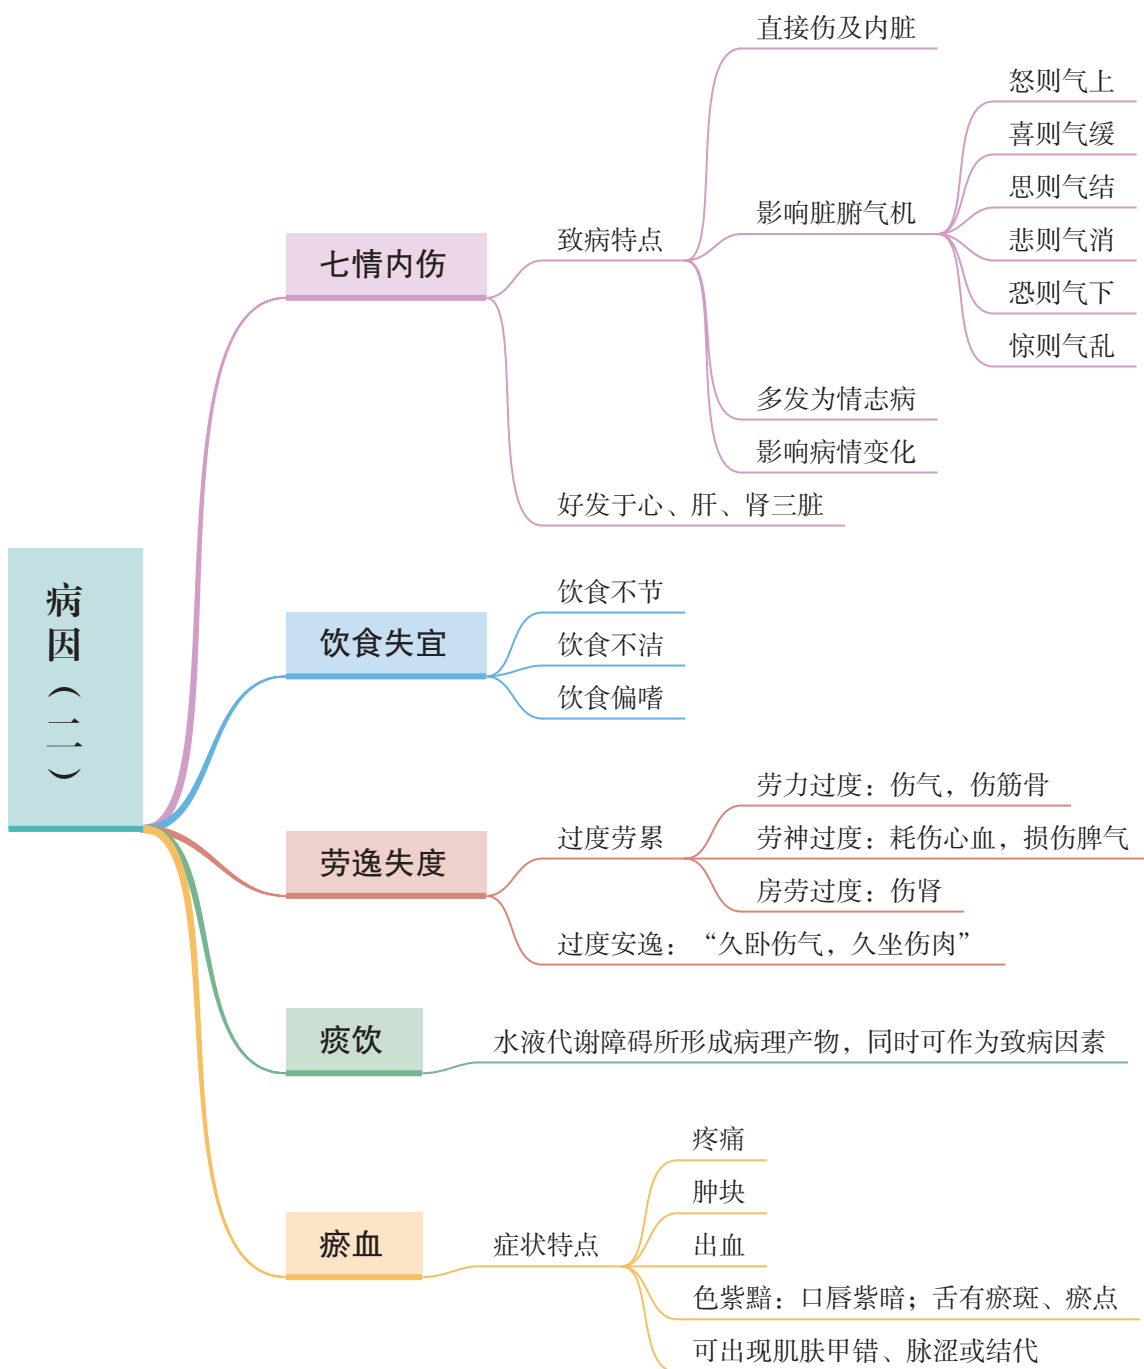 病因（二）
七情内伤
致病特点
直接伤及内脏
影响脏腑气机
怒则气上
喜则气缓
思则气结
悲则气消
恐则气下
惊则气乱
多发为情志病
影响病情变化
好发于心、肝、肾三脏
饮食失宜
饮食不节
饮食不洁
饮食偏嗜
劳逸失度
过度劳累
劳力过度：伤气，伤筋骨
劳神过度：耗伤心血，损伤脾气
房劳过度：伤肾
过度安逸：“久卧伤气，久坐伤肉”
痰饮
水液代谢障碍所形成病理产物，同时可作为致病因素
瘀血
症状特点
疼痛
肿块
出血
色紫黯：口唇紫暗；舌有瘀斑、瘀点
可出现肌肤甲错、脉涩或结代